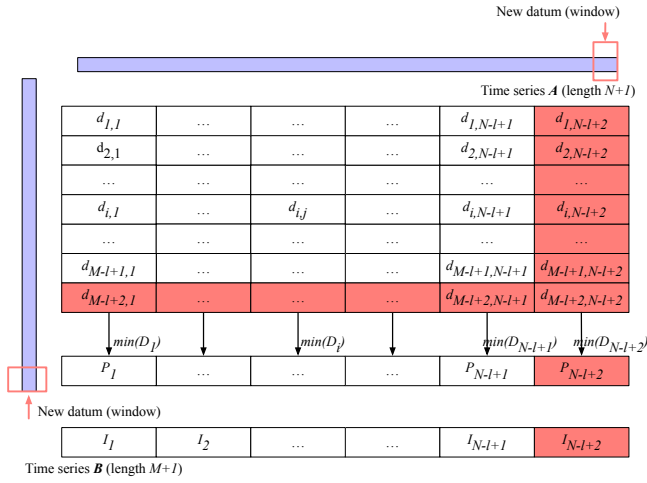 New datum (window)
Time series A (length N+1)
d1,1 … … … d1,N-l+1 d1,N-l+2
d2,1 … … … d2,N-l+1 d2,N-l+2
… … … … … …
di,1 … di,j … di,N-l+1 di,N-l+2
… … … … … …
dM-l+1,1 … … … dM-l+1,N-l+1 dM-l+1,N-l+2
dM-l+2,1 … … … dM-l+2,N-l+1 dM-l+2,N-l+2
min(D1) min(Di) min(DN-l+1) min(DN-l+2)
P1 … … … PN-l+1 PN-l+2
New datum (window)
I1 I2 … … IN-l+1 IN-l+2
Time series B (length M+1)